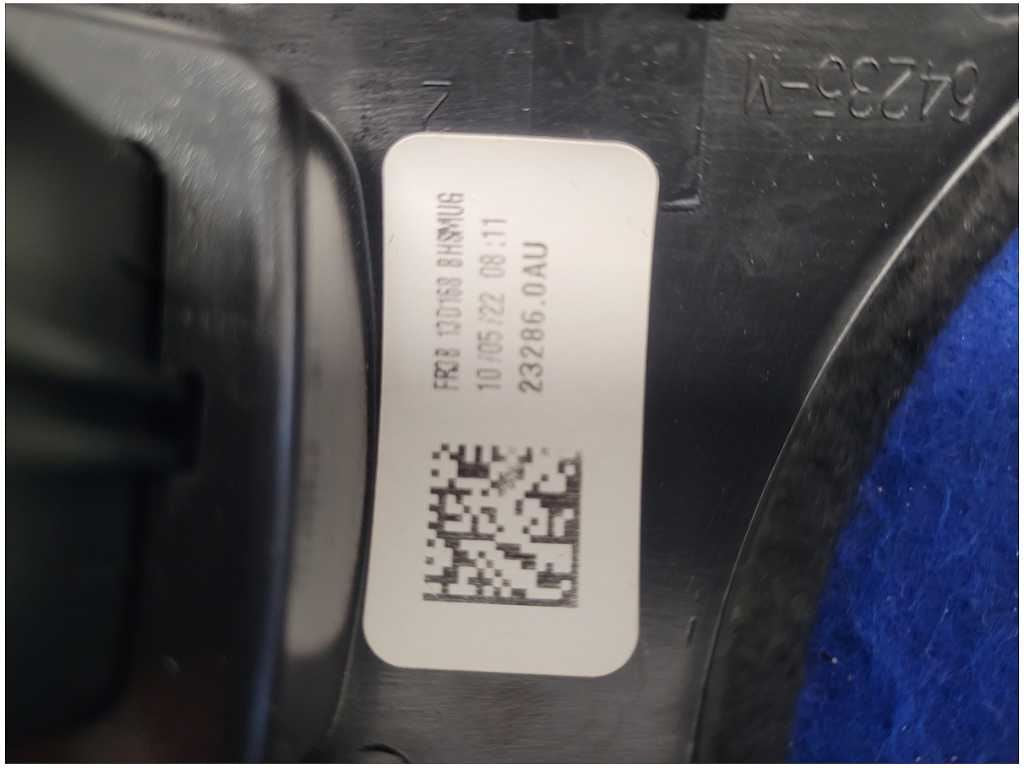 64235-M
FR3B 13D168 BHSMUG
10/05/22 08:11
23286.0AU